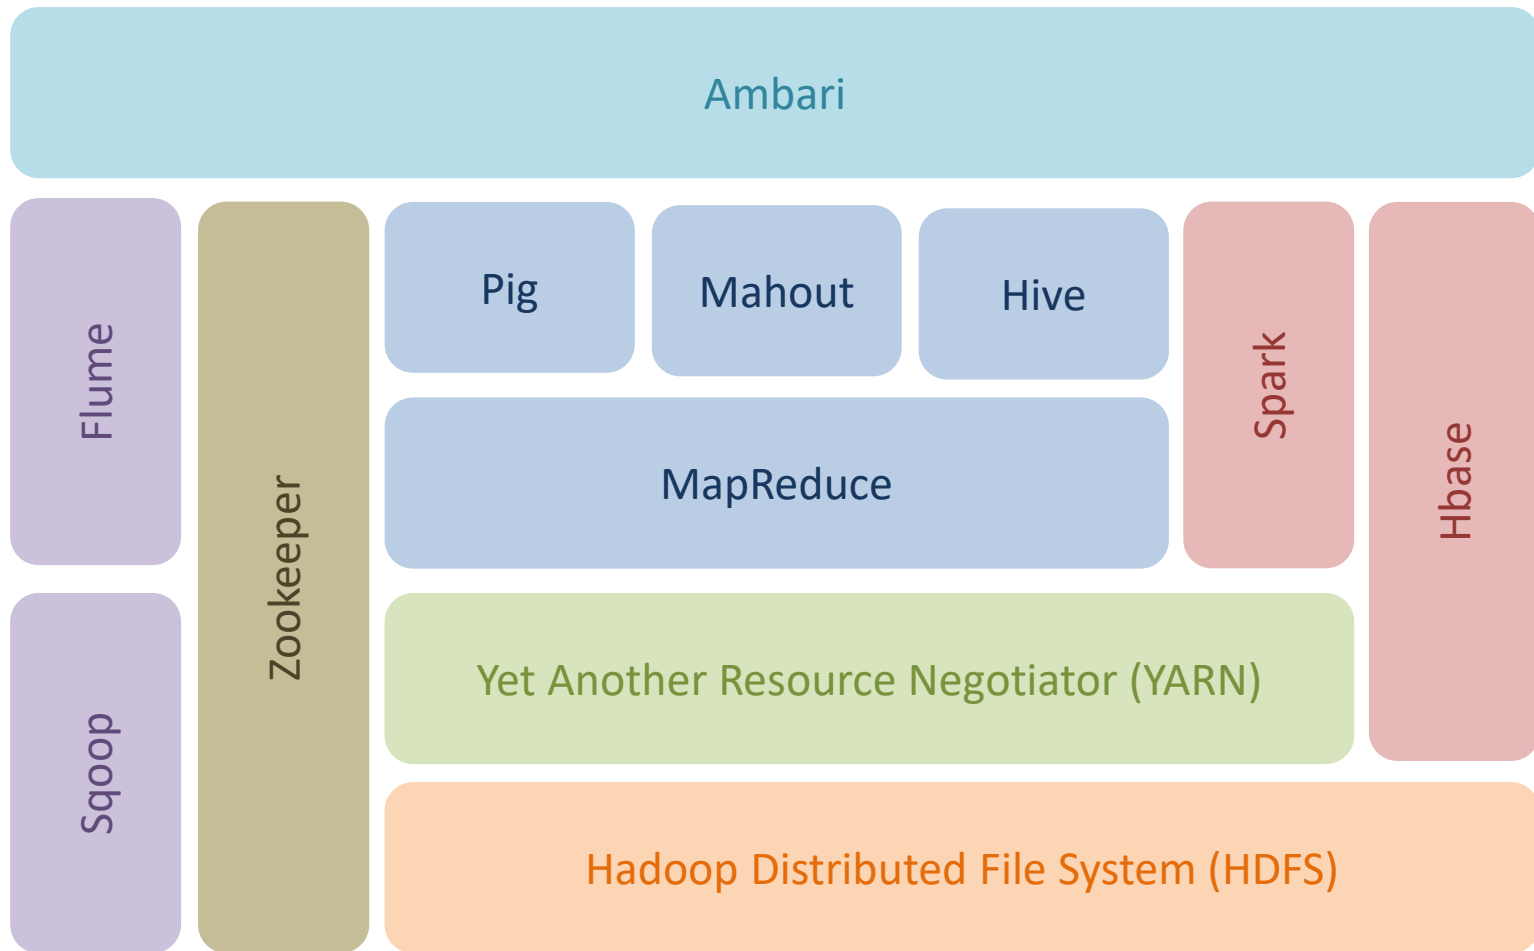 Ambari
Flume
Zookeeper
Pig
Mahout
Hive
Spark
Hbase
MapReduce
Sqoop
Yet Another Resource Negotiator (YARN)
Hadoop Distributed File System (HDFS)